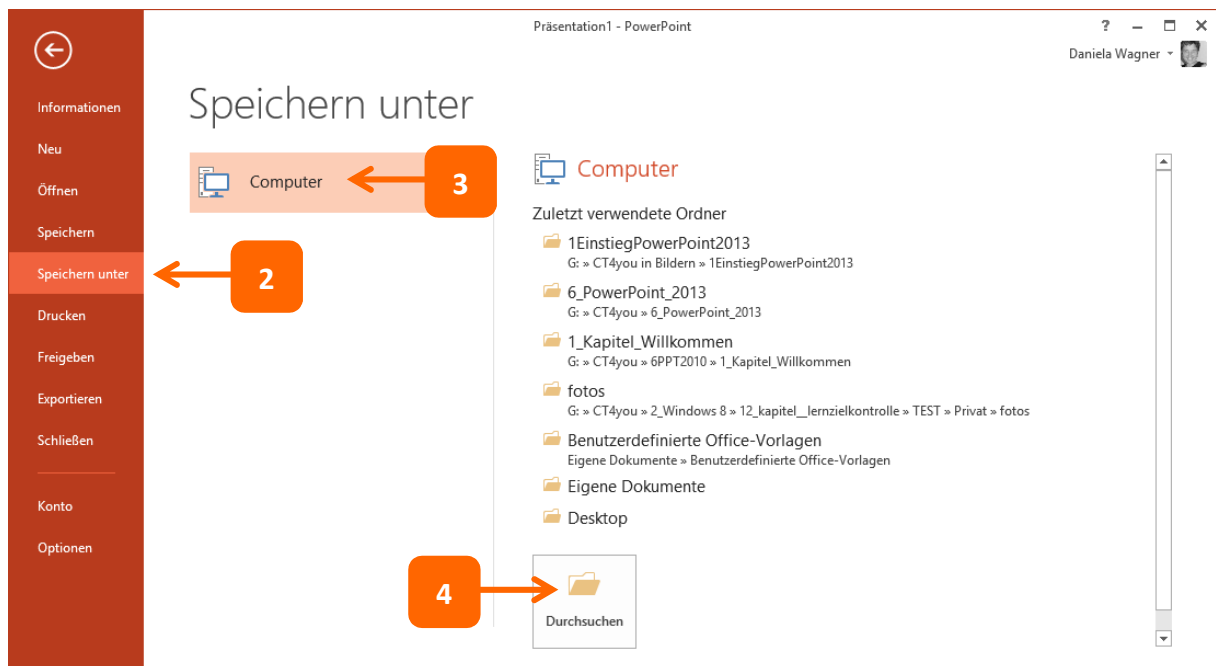 Präsentation1 - PowerPoint
?
Daniela Wagner
Informationen
Neu
Öffnen
Speichern
Speichern unter
Drucken
Freigeben
Exportieren
Schließen
Konto
Optionen
Speichern unter
Computer
3
2
Computer
Zuletzt verwendete Ordner
1EinstiegPowerPoint2013
G: » CT4you in Bildern » 1EinstiegPowerPoint2013
6_PowerPoint_2013
G: » CT4you » 6_PowerPoint_2013
1_Kapitel_Willkommen
G: » CT4you » 6PPT2010 » 1_Kapitel_Willkommen
fotos
G: » CT4you » 2_Windows 8 » 12_kapitel__lernzielkontrolle » TEST » Privat » fotos
Benutzerdefinierte Office-Vorlagen
Eigene Dokumente » Benutzerdefinierte Office-Vorlagen
Eigene Dokumente
Desktop
4
Durchsuchen